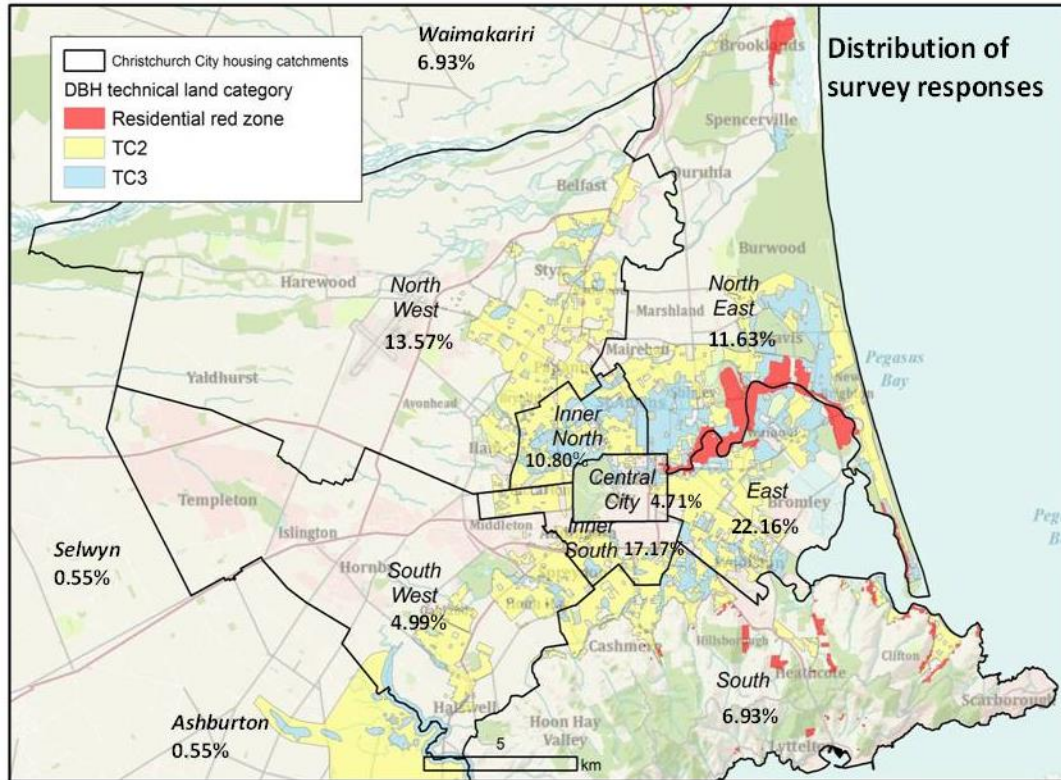 Distribution of
survey responses
Christchurch City housing catchments
DBH technical land category
Residential red zone
TC2
TC3
Waimakariri
6.93%
Brooklands
Spencerville
Ouruhia
Belfast
Burwood
Harewood
North
West
13.57%
Marshland
North
East
11.63%
Pegasus
Bay
Yaldhurst
Avonhead
Inner
North
10.80%
Central
City
4.71%
East
22.16%
Bromley
Templeton
Islington
Middleton
Inner
South 17.17%
Selwyn
0.55%
South
West
4.99%
Cashmere
Hillsborough
Heathcote
Clifton
Scarborough
South
6.93%
Ashburton
0.55%
Halswell
Hoon Hay
Valley
Lyttelton
5
km